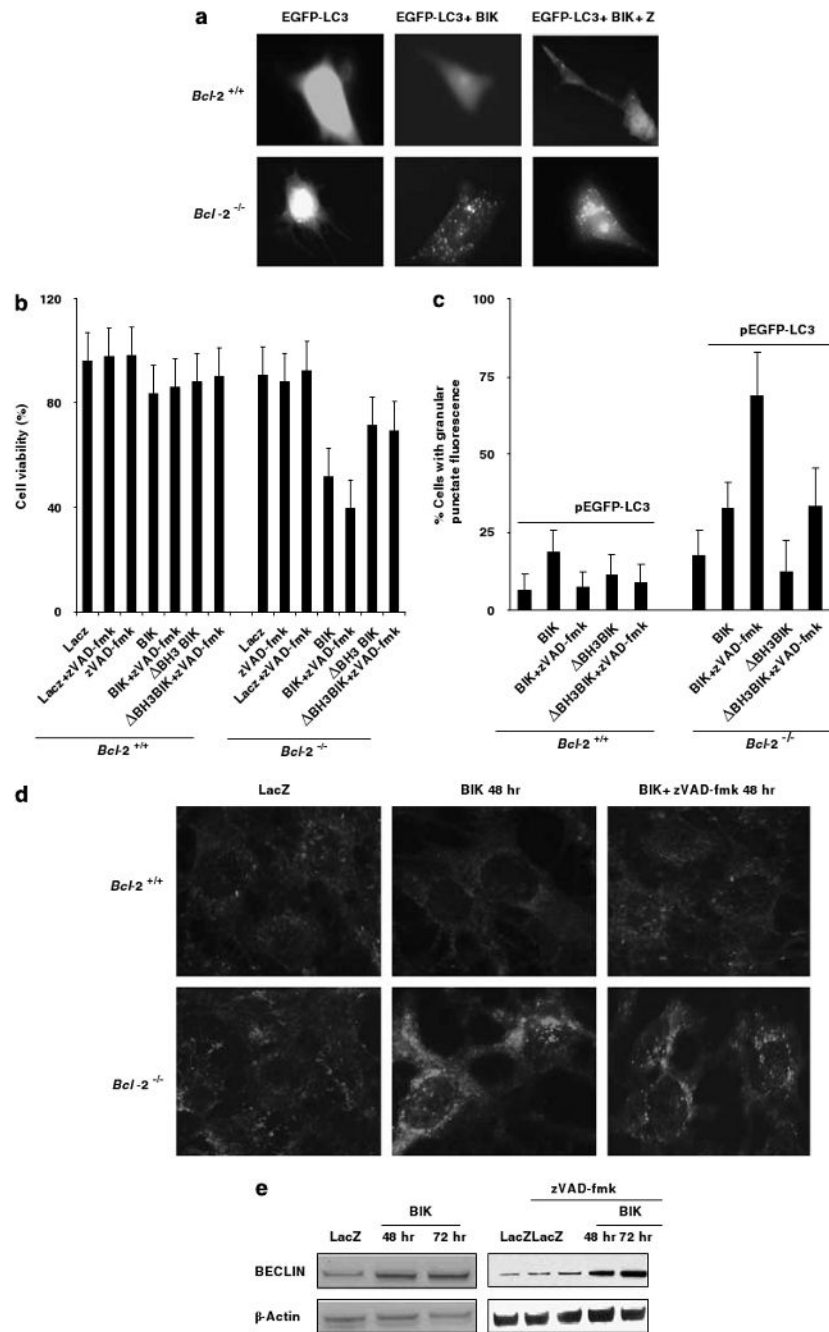 a
EGFP-LC3 EGFP-LC3+ BIK EGFP-LC3+ BIK + Z
Bcl-2 +/+
Bcl -2 -/-
b
Cell viability (%)
120
80
40
0
Lacz
Lacz+zVAD-fmk
zVAD-fmk
BIK
BIK+zVAD-fmk
ΔBH3 BIK
ΔBH3BIK+zVAD-fmk
Lacz
zVAD-fmk
Lacz+zVAD-fmk
BIK
BIK+zVAD-fmk
ΔBH3 BIK
ΔBH3BIK+zVAD-fmk
Bcl-2 +/+
Bcl-2 -/-
c
% Cells with granular
punctate fluorescence
100
75
50
25
0
pEGFP-LC3
pEGFP-LC3
BIK
BIK+zVAD-fmk
ΔBH3BIK
ΔBH3BIK+zVAD-fmk
BIK
BIK+zVAD-fmk
ΔBH3BIK
ΔBH3BIK+zVAD-fmk
Bcl-2 +/+
Bcl-2 -/-
d
LacZ BIK 48 hr BIK+ zVAD-fmk 48 hr
Bcl-2 +/+
Bcl -2 -/-
e
zVAD-fmk
BIK BIK
LacZ 48 hr 72 hr LacZLacZ 48 hr 72 hr
BECLIN
β-Actin